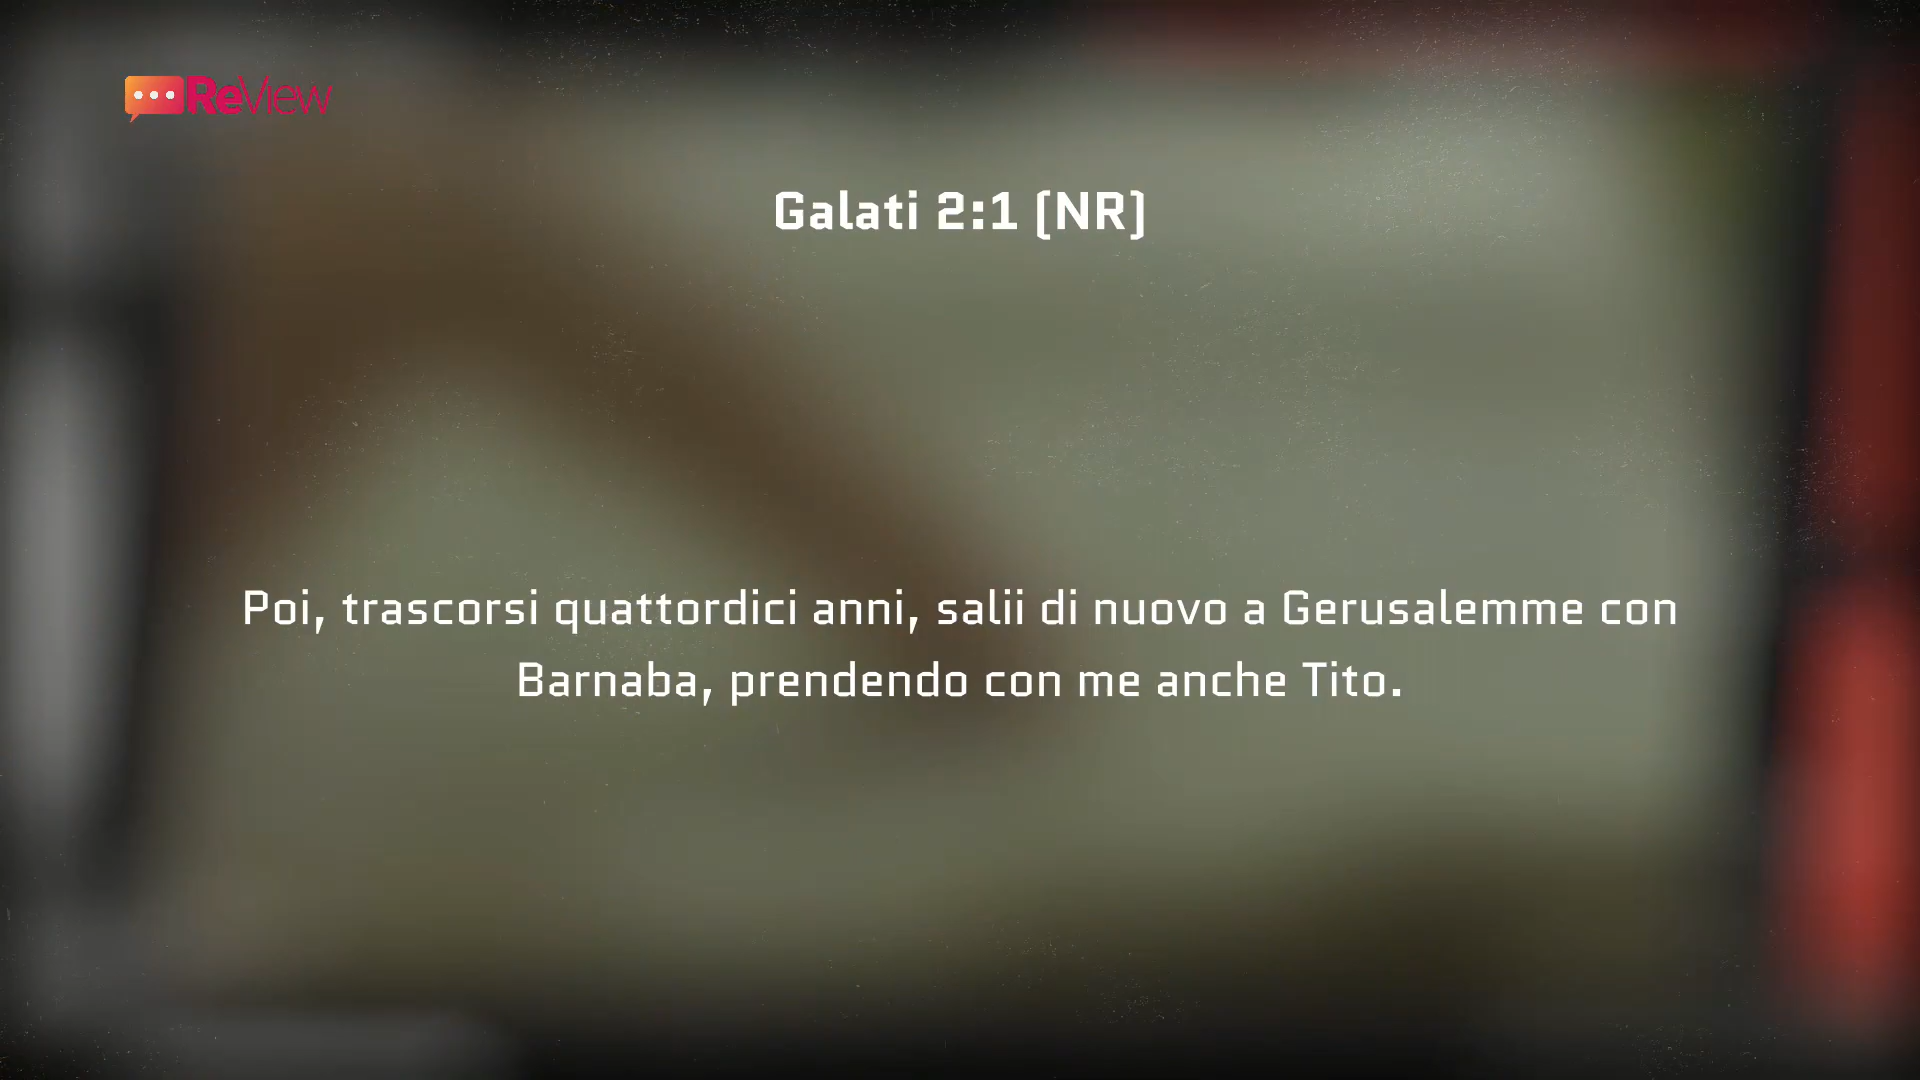 ReView
Galati 2:1 (NR)
Poi, trascorsi quattordici anni, salii di nuovo a Gerusalemme con
Barnaba, prendendo con me anche Tito.